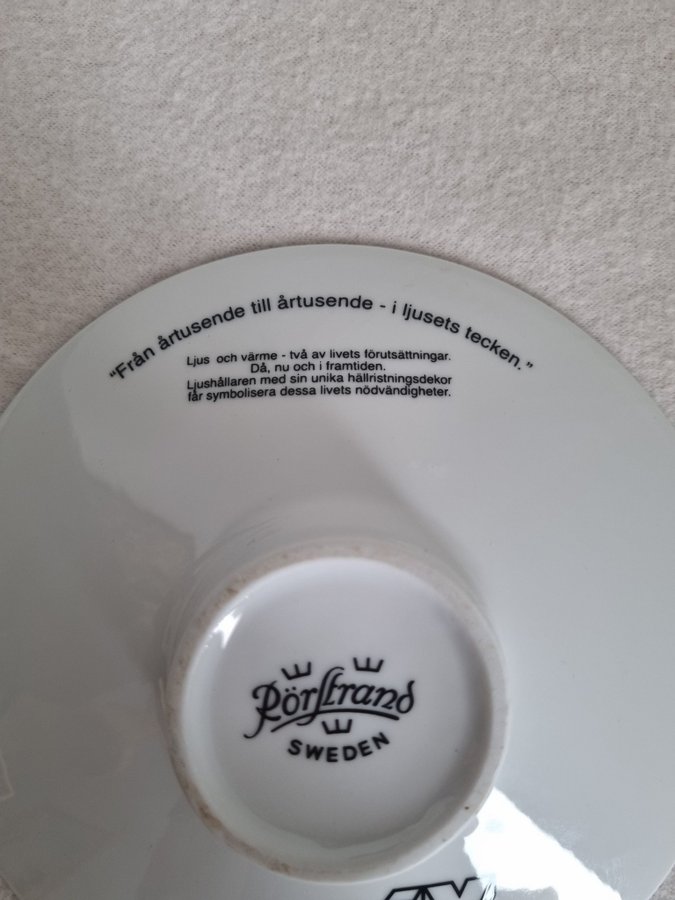 "Från årtusende till årtusende - i ljusets tecken."
Ljus och värme - två av livets förutsättningar.
Då, nu och i framtiden.
Ljushållaren med sin unika hällristningsdekor
får symbolisera dessa livets nödvändigheter.
Rörstrand
SWEDEN